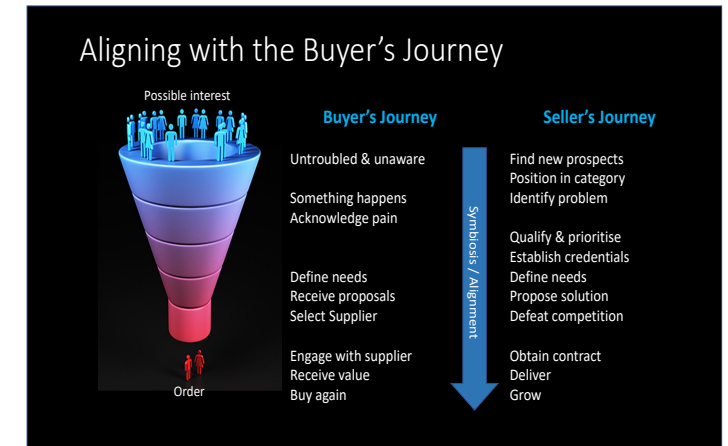 Aligning with the Buyer's Journey
Possible interest
Order
Buyer's Journey
Untroubled & unaware
Something happens
Acknowledge pain
Define needs
Receive proposals
Select Supplier
Engage with supplier
Receive value
Buy again
Symbiosis / Alignment
Seller's Journey
Find new prospects
Position in category
Identify problem
Qualify & prioritise
Establish credentials
Define needs
Propose solution
Defeat competition
Obtain contract
Deliver
Grow